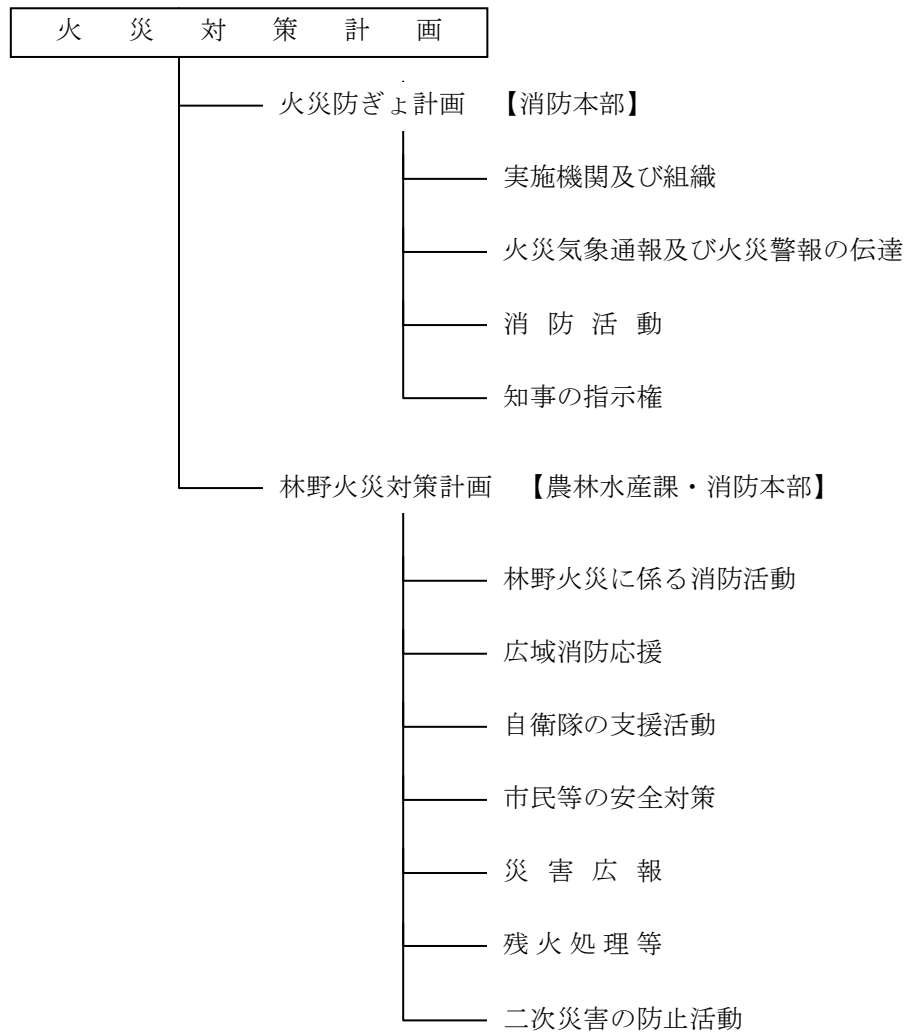 火災対策計画
火災防ぎょ計画　【消防本部】
実施機関及び組織
火災気象通報及び火災警報の伝達
消防活動
知事の指示権
林野火災対策計画　【農林水産課・消防本部】
林野火災に係る消防活動
広域消防応援
自衛隊の支援活動
市民等の安全対策
災害広報
残火処理等
二次災害の防止活動